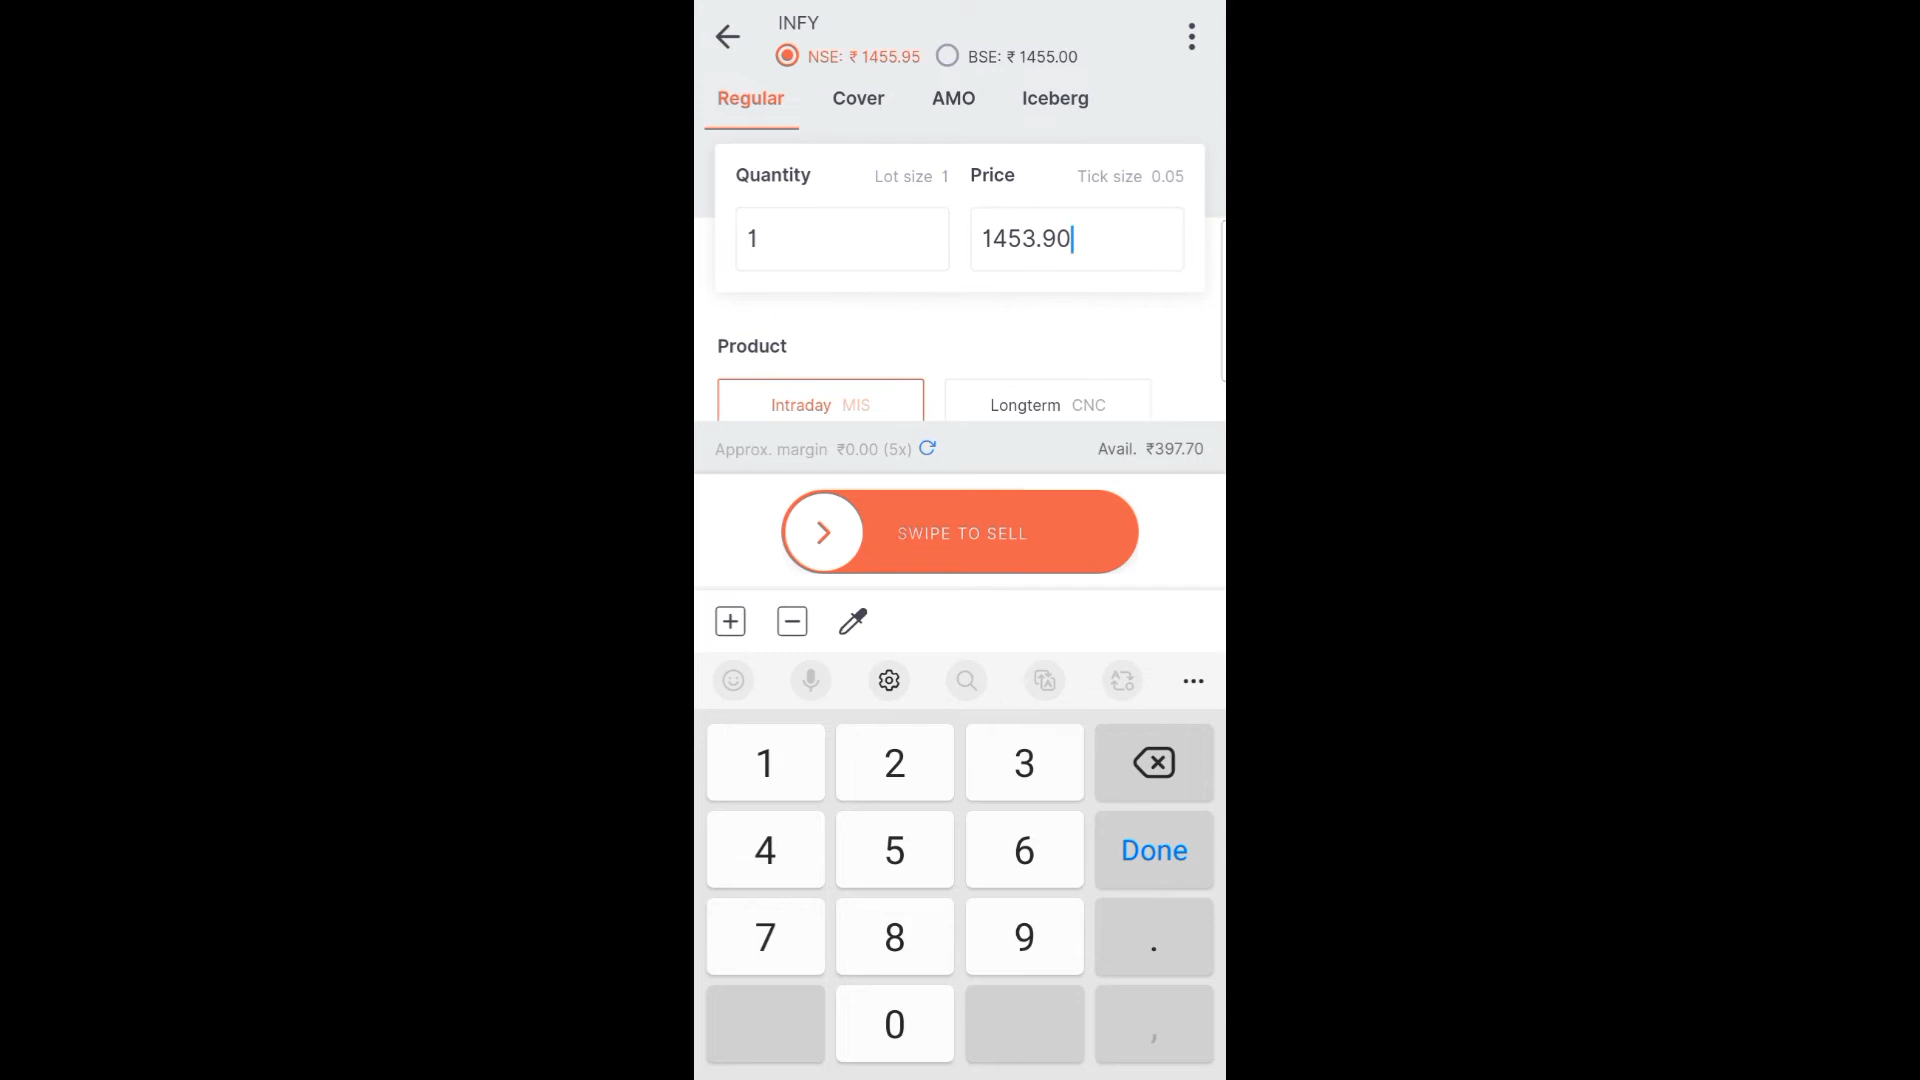 INFY
NSE: ₹ 1455.95 BSE: ₹ 1455.00
Regular Cover AMO Iceberg
Quantity Lot size 1 Price Tick size 0.05
1 1453.90
Product
Intraday MIS Longterm CNC
Approx. margin ₹0.00 (5x) Avail. ₹397.70
SWIPE TO SELL
1 2 3
4 5 6 Done
7 8 9 .
0 ,